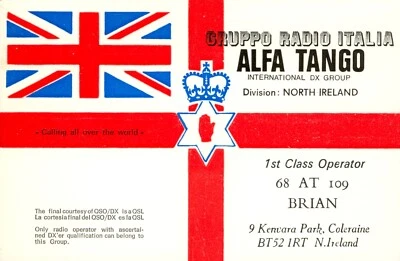 GRUPPO RADIO ITALIA
ALFA TANGO
INTERNATIONAL DX GROUP
Division: NORTH IRELAND
- Calling all over the world -
1st Class Operator
68 AT 109
BRIAN
The final courtesy of QSO/DX is a QSL
La cortesia final del QSO/DX es la QSL
Only radio operator with ascertained DX'er qualification can belong to this Group.
9 Kenvara Park, Coleraine
BT52 1RT N.Ireland